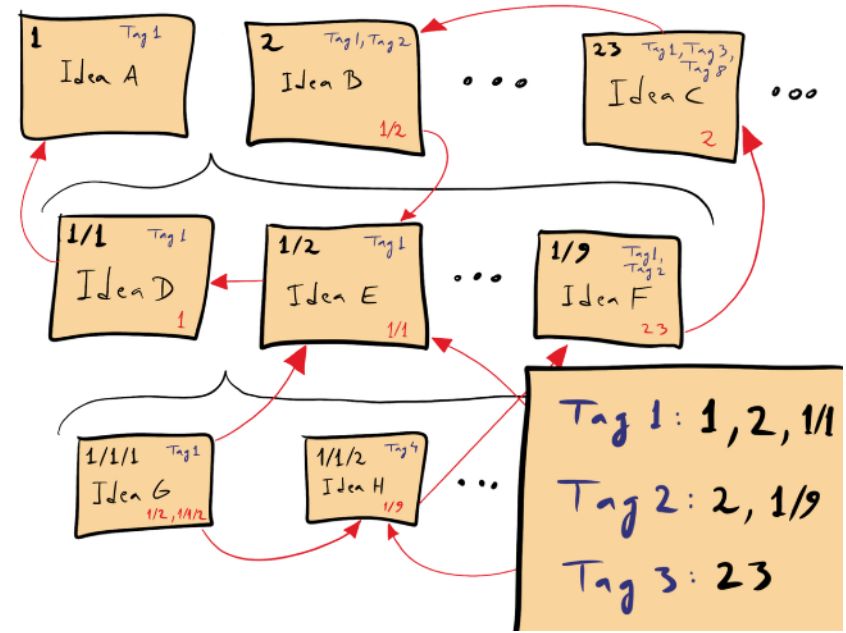 1 Tag 1
Idea A
2 Tag 1, Tag 2
Idea B
1/2
23 Tag 1, Tag 3,
Tag 8
Idea C
2
1/1 Tag 1
Idea D
1
1/2 Tag 1
Idea E
1/1
1/9 Tag 1,
Tag 2
Idea F
23
1/1/1 Tag 1
Idea G
1/2, 1/1/2
1/1/2 Tag 4
Idea H
1/9
Tag 1: 1, 2, 1/1
Tag 2: 2, 1/9
Tag 3: 23